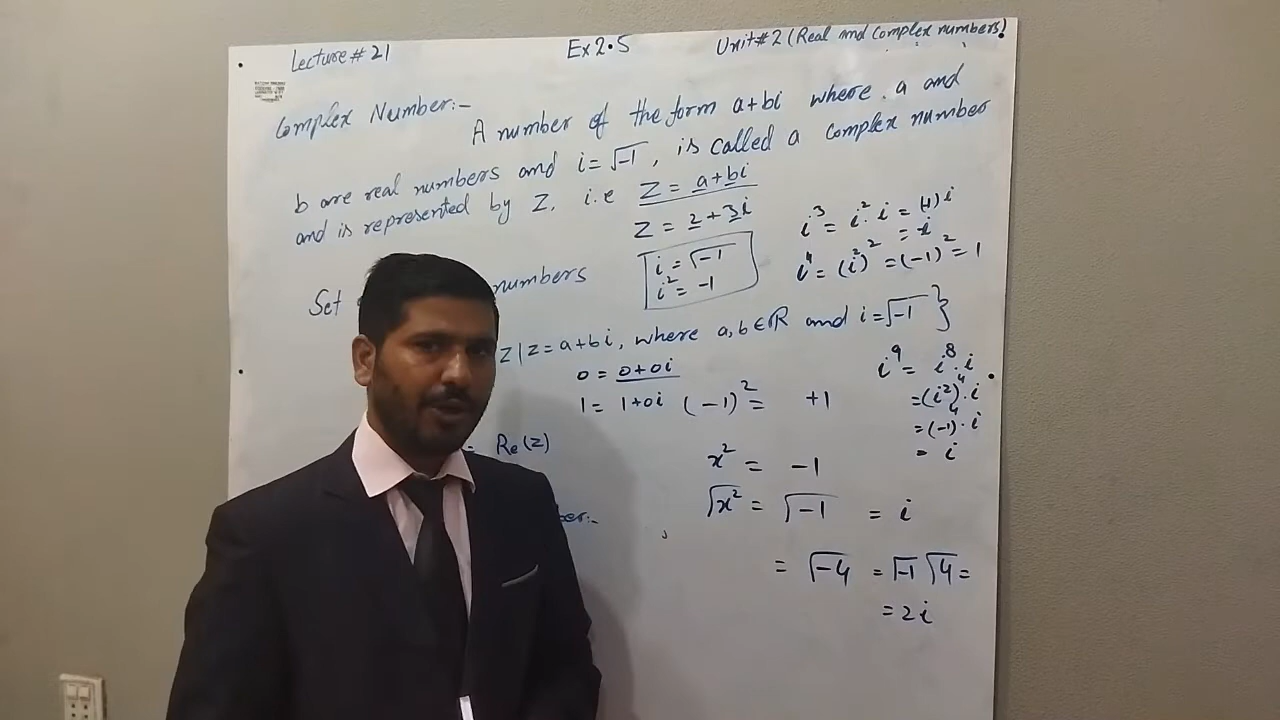 Lecture # 21 Ex 2.5 Unit # 2 (Real and Complex numbers)
Complex Number:-
A number of the form a+bi where a and
b are real numbers and i = √-1, is called a complex number
and is represented by Z, i.e Z = a+bi
Z = 2+3i
i = √-1
i² = -1
i³ = i².i = (-1)i
= -i
i⁴ = (i²)² = (-1)² = 1
Set numbers
Z | Z = a+bi, where a, b ∈ R and i = √-1 }
0 = 0+0i
1 = 1+0i
(-1)² = +1
i⁹ = i⁸.i
= (i²)⁴.i
= (-1)⁴.i
= i
= Re(Z)
x² = -1
√x² = √-1 = i
= √-4 = √-1 √4 =
= 2i